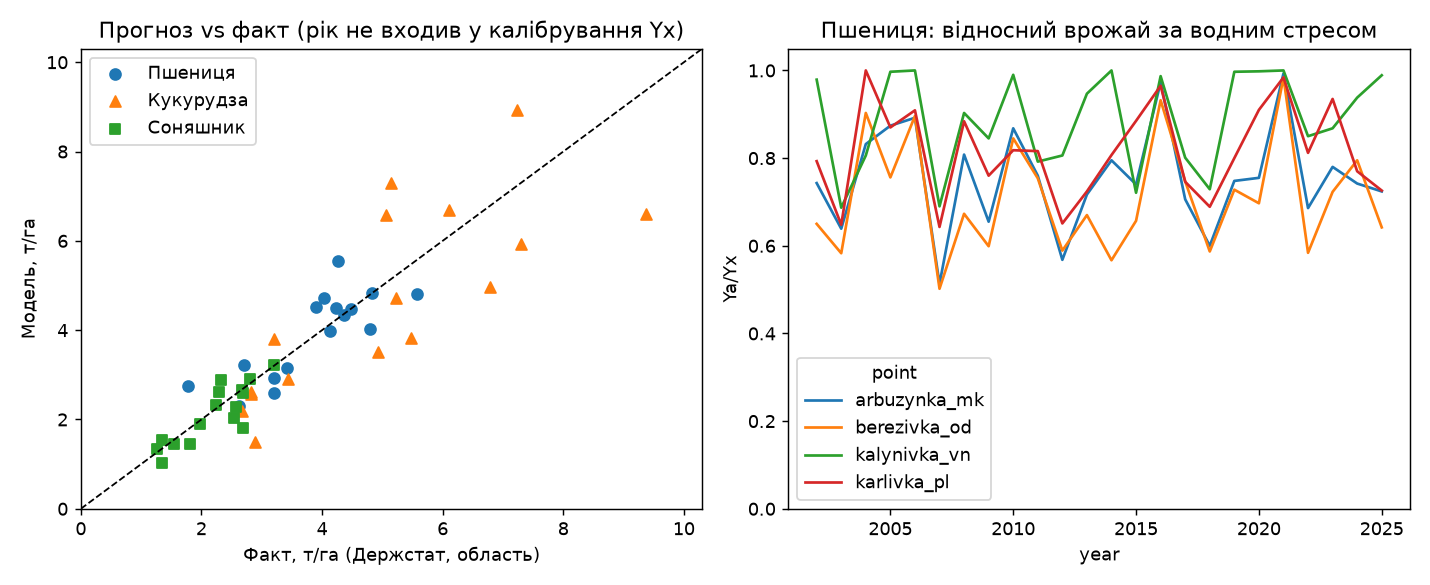 Прогноз vs факт (рік не входив у калібрування Yx)
10
8
6
4
2
0
Модель, т/га
Пшениця
Кукурудза
Соняшник
0
2
4
6
8
10
Факт, т/га (Держстат, область)
Пшениця: відносний врожай за водним стресом
1.0
0.8
0.6
0.4
0.2
0.0
Ya/Yx
point
arbuzynka_mk
berezivka_od
kalynivka_vn
karlivka_pl
2005
2010
2015
2020
2025
year